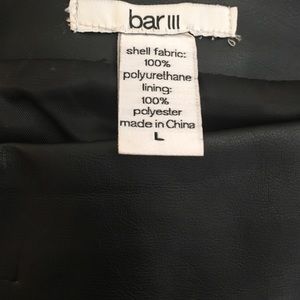 bar III
shell fabric:
100%
polyurethane
lining:
100%
polyester
made in China
L